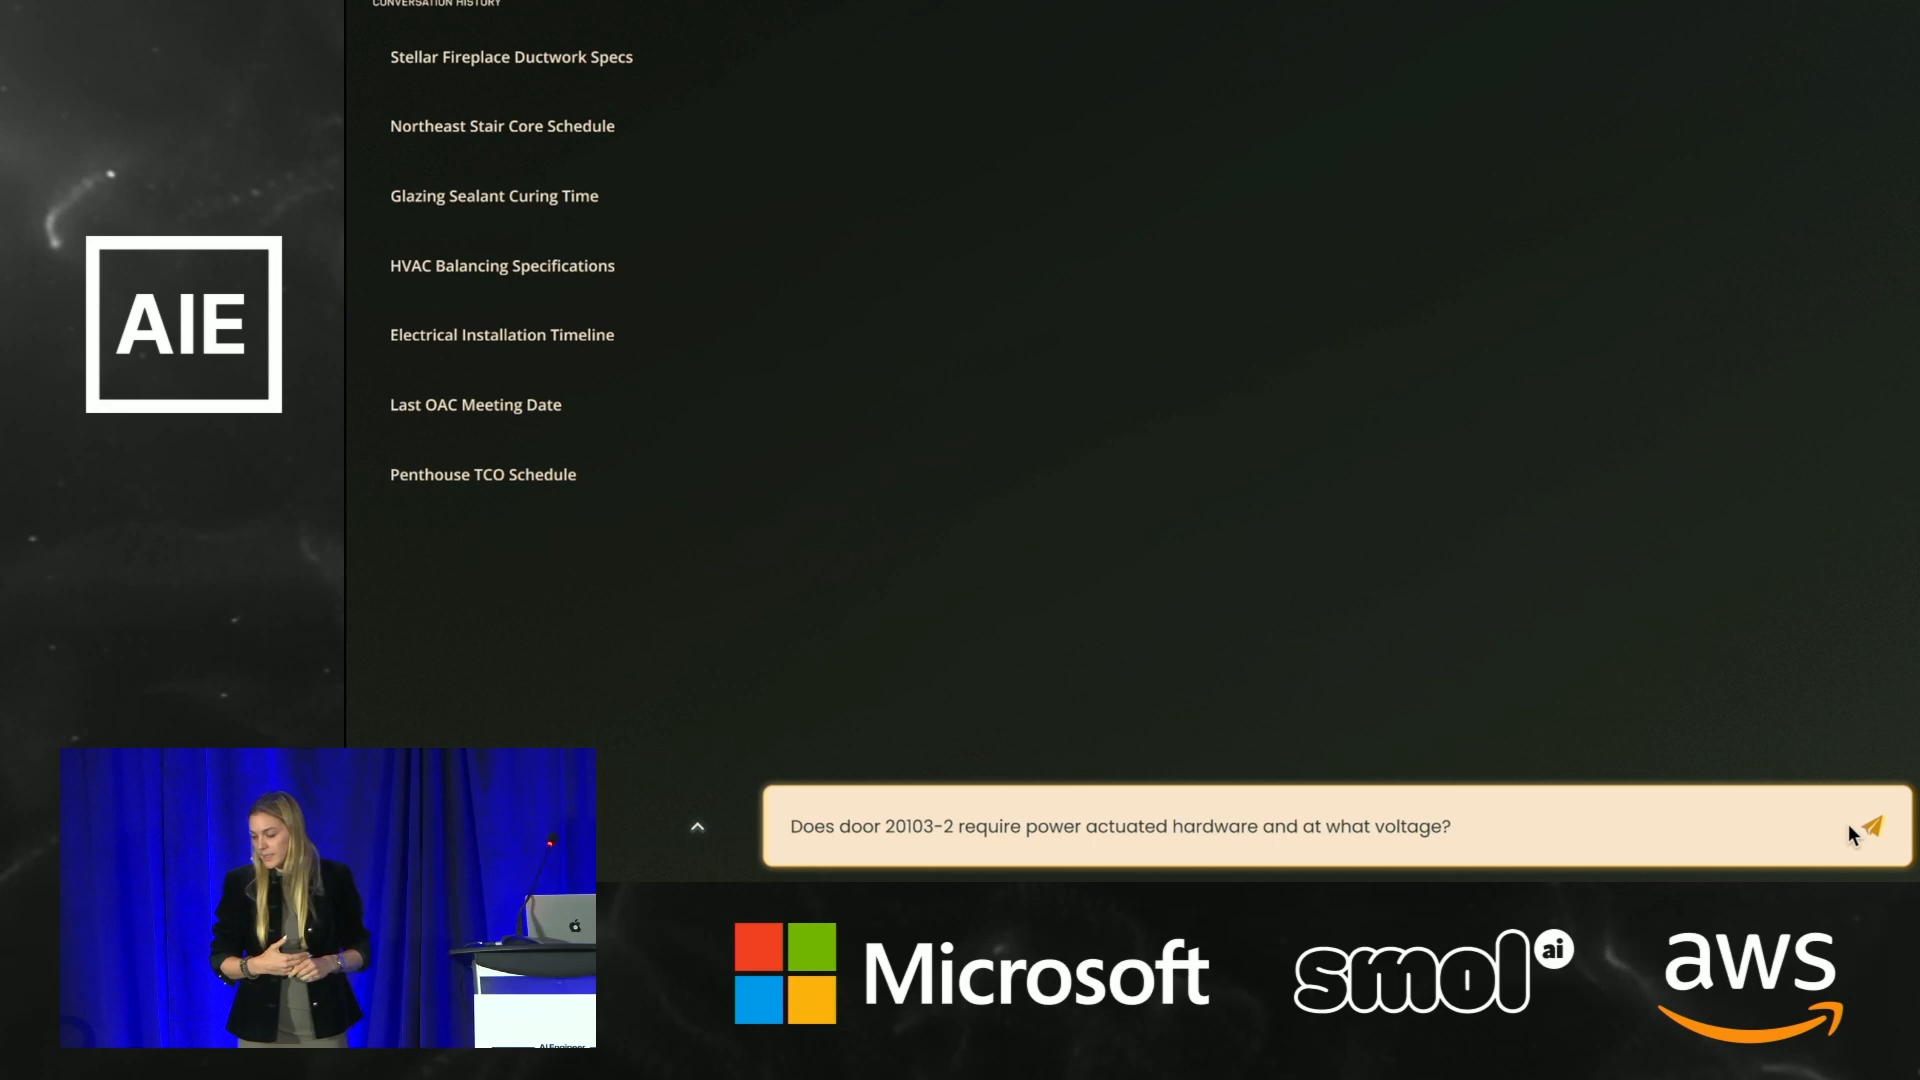 CONVERSATION HISTORY
Stellar Fireplace Ductwork Specs
Northeast Stair Core Schedule
Glazing Sealant Curing Time
HVAC Balancing Specifications
Electrical Installation Timeline
Last OAC Meeting Date
Penthouse TCO Schedule
AIE
Does door 20103-2 require power actuated hardware and at what voltage?
AI Engineer
Microsoft
smol ai
aws